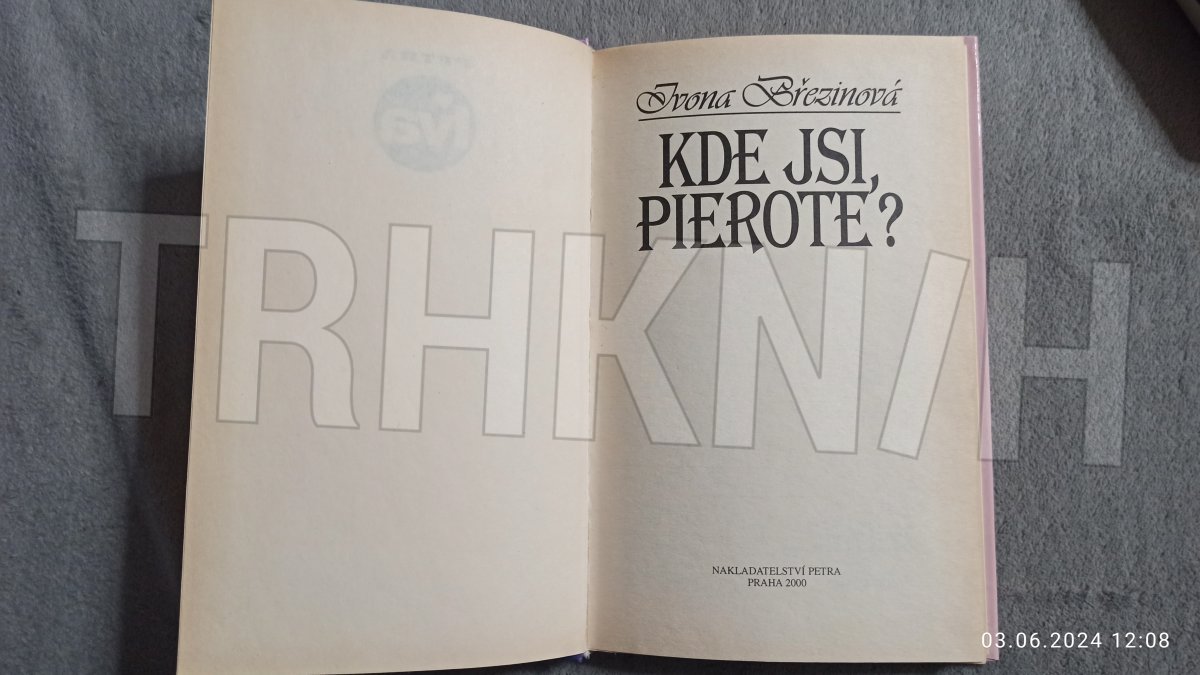 Ivona Březinová
KDE JSI,
PIEROTE?
TRHKNIH
NAKLADATELSTVÍ PETRA
PRAHA 2000
03.06.2024 12:08